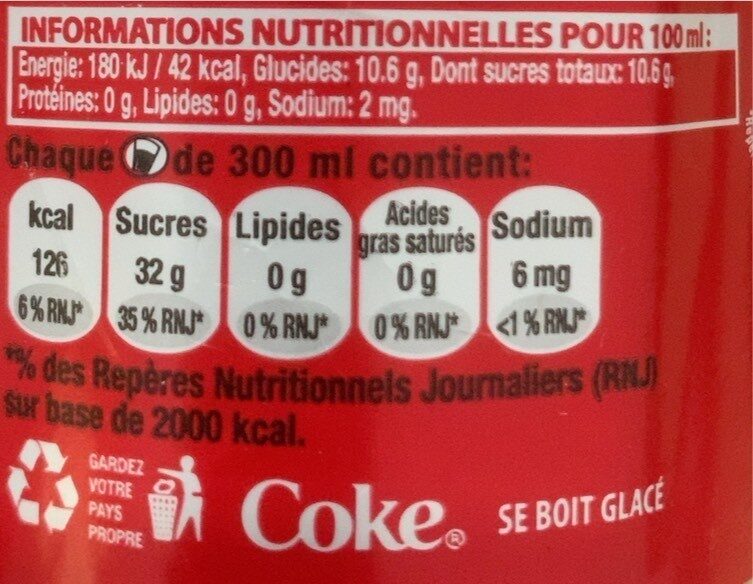 INFORMATIONS NUTRITIONNELLES POUR 100 ml:
Energie: 180 kJ / 42 kcal, Glucides: 10.6 g, Dont sucres totaux: 10.6 g,
Protéines: 0 g, Lipides: 0 g, Sodium: 2 mg.
Chaque de 300 ml contient:
kcal
126
6% RNJ*
Sucres
32 g
35 % RNJ*
Lipides
0 g
0 % RNJ*
Acides
gras saturés
0 g
0 % RNJ*
Sodium
6 mg
<1 % RNJ*
*% des Repères Nutritionnels Journaliers (RNJ)
sur base de 2000 kcal.
GARDEZ
VOTRE
PAYS
PROPRE
Coke®
SE BOIT GLACÉ